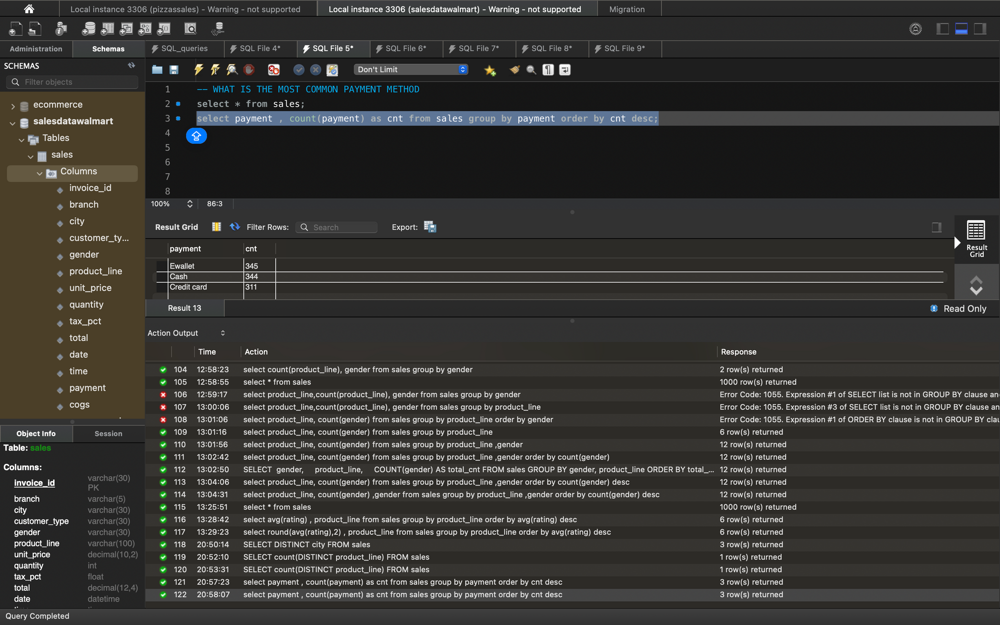 Local instance 3306 (pizzassales) - Warning - not supported
Local instance 3306 (salesdatawalmart) - Warning - not supported
Migration
Administration
Schemas
SQL_queries
SQL File 4*
SQL File 5*
SQL File 6*
SQL File 7*
SQL File 8*
SQL File 9*
SCHEMAS
Filter objects
Don't Limit
ecommerce
salesdatawalmart
Tables
sales
Columns
invoice_id
branch
city
customer_ty...
gender
product_line
unit_price
quantity
tax_pct
total
date
time
payment
cogs
1 -- WHAT IS THE MOST COMMON PAYMENT METHOD
2 select * from sales;
3 select payment , count(payment) as cnt from sales group by payment order by cnt desc;
4
5
6
7
8
100% 86:3
Result Grid Filter Rows: Search Export:
Result
Grid
payment cnt
Ewallet 345
Cash 344
Credit card 311
Result 13
Read Only
Action Output
Time Action Response
104 12:58:23 select count(product_line), gender from sales group by gender 2 row(s) returned
105 12:58:55 select * from sales 1000 row(s) returned
106 12:59:17 select product_line,count(product_line), gender from sales group by gender Error Code: 1055. Expression #1 of SELECT list is not in GROUP BY clause an
107 13:00:06 select product_line,count(product_line), gender from sales group by product_line Error Code: 1055. Expression #3 of SELECT list is not in GROUP BY clause an
108 13:01:06 select product_line, count(gender) from sales group by product_line order by gender Error Code: 1055. Expression #1 of ORDER BY clause is not in GROUP BY clau
109 13:01:16 select product_line, count(gender) from sales group by product_line 6 row(s) returned
110 13:01:56 select product_line, count(gender) from sales group by product_line ,gender 12 row(s) returned
111 13:02:42 select product_line, count(gender) from sales group by product_line ,gender order by count(gender) 12 row(s) returned
112 13:02:50 SELECT gender, product_line, COUNT(gender) AS total_cnt FROM sales GROUP BY gender, product_line ORDER BY total_... 12 row(s) returned
113 13:04:06 select product_line, count(gender) from sales group by product_line ,gender order by count(gender) desc 12 row(s) returned
114 13:04:31 select product_line, count(gender) ,gender from sales group by product_line ,gender order by count(gender) desc 12 row(s) returned
115 13:25:51 select * from sales 1000 row(s) returned
116 13:28:42 select avg(rating) , product_line from sales group by product_line order by avg(rating) desc 6 row(s) returned
117 13:29:23 select round(avg(rating),2) , product_line from sales group by product_line order by avg(rating) desc 6 row(s) returned
118 20:50:14 SELECT DISTINCT city FROM sales 3 row(s) returned
119 20:52:10 SELECT count(DISTINCT product_line) FROM sales 1 row(s) returned
120 20:53:31 SELECT count(DISTINCT product_line) FROM sales 1 row(s) returned
121 20:57:23 select payment , count(payment) as cnt from sales group by payment order by cnt desc 3 row(s) returned
122 20:58:07 select payment , count(payment) as cnt from sales group by payment order by cnt desc 3 row(s) returned
Object Info
Session
Table: sales
Columns:
invoice_id varchar(30)
PK
branch varchar(5)
city varchar(30)
customer_type varchar(30)
gender varchar(30)
product_line varchar(100)
unit_price decimal(10,2)
quantity int
tax_pct float
total decimal(12,4)
date datetime
Query Completed